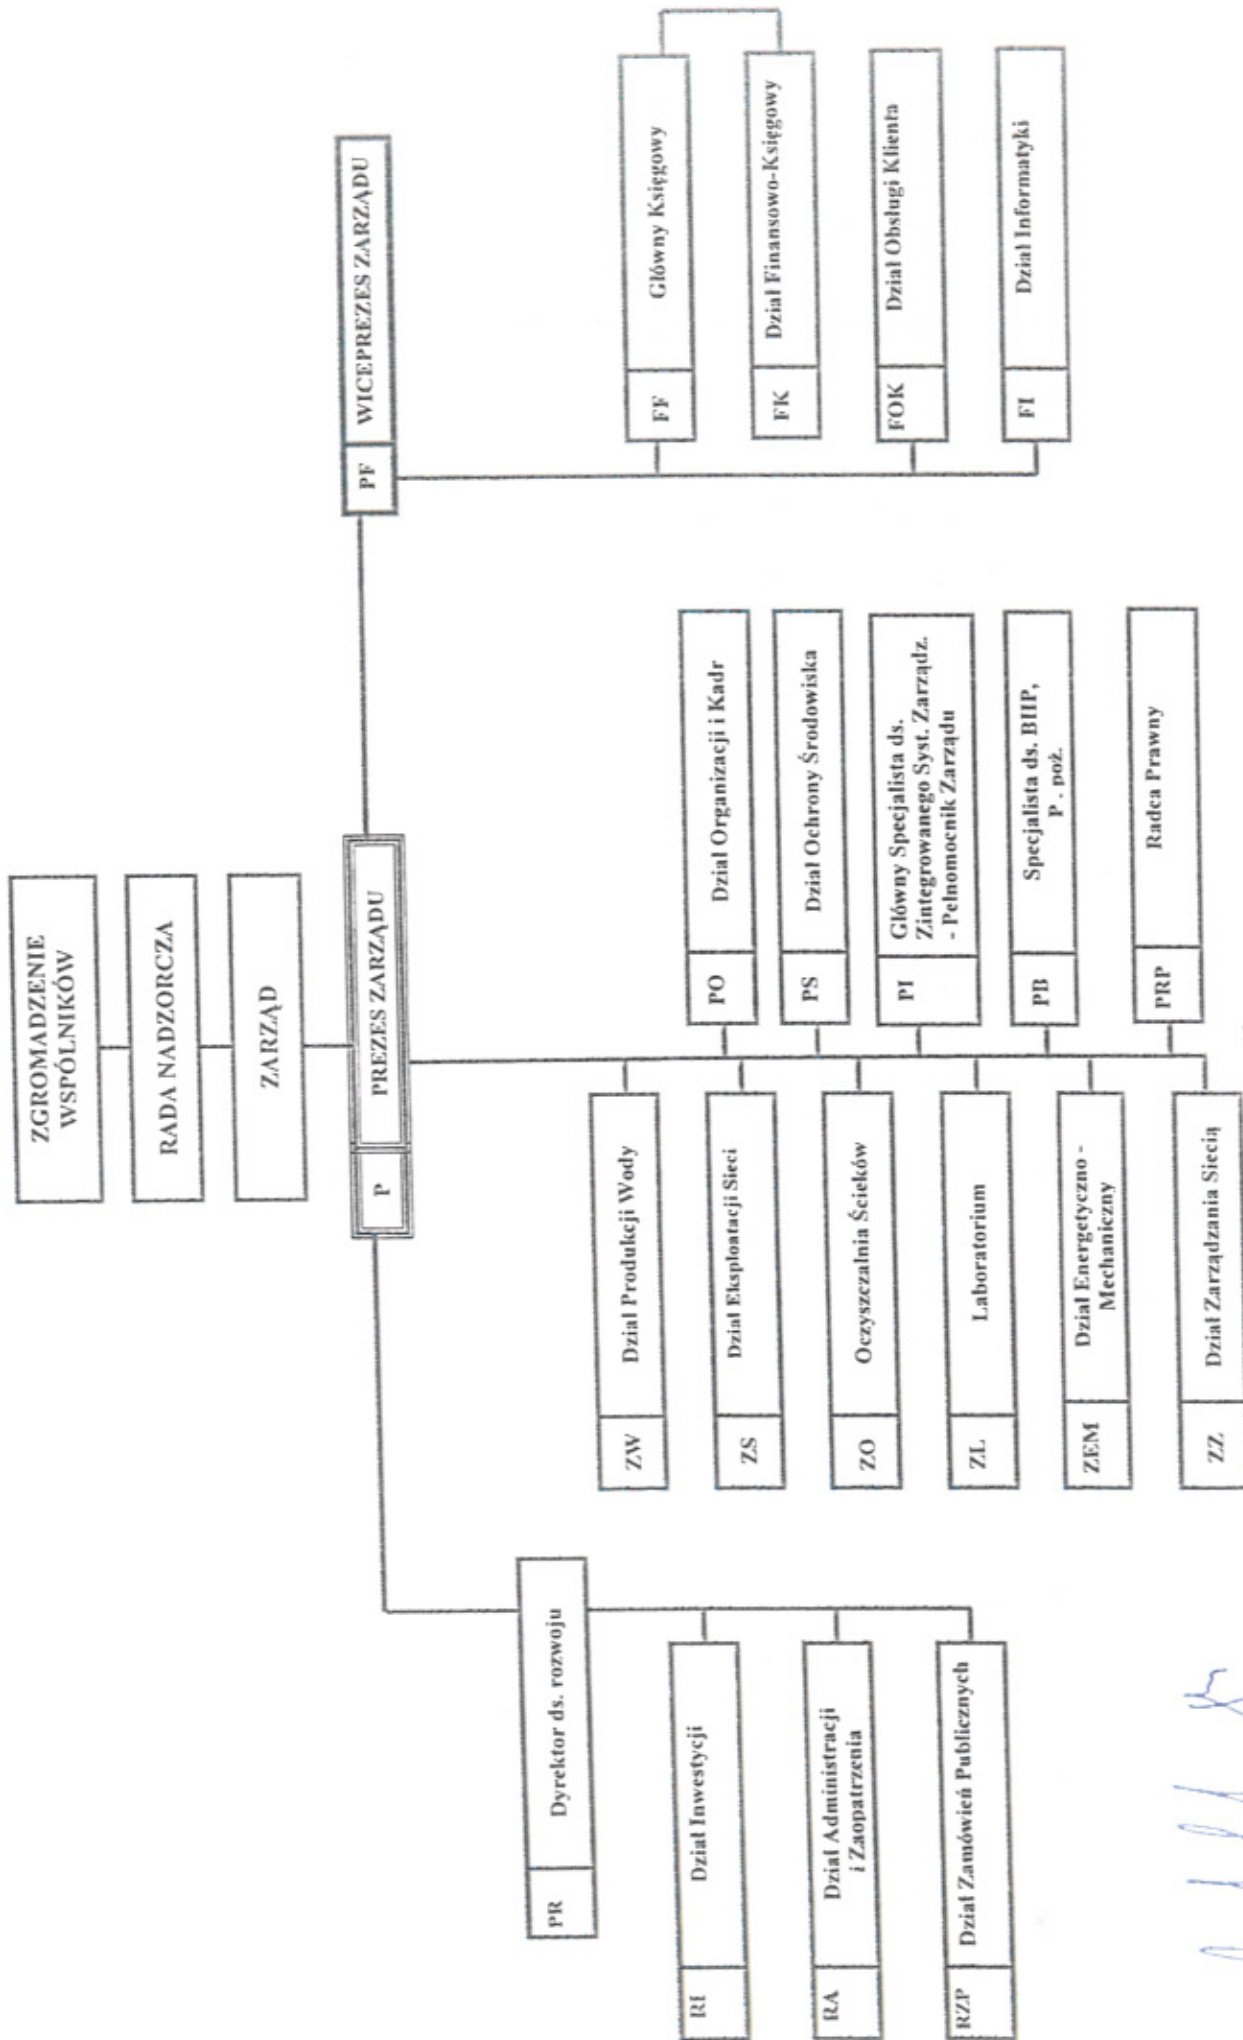 ZGROMADZENIE
WSPÓLNIKÓW
RADA NADZORCZA
ZARZĄD
P
PREZES ZARZĄDU
PF
WICEPREZES ZARZĄDU
PR
Dyrektor ds. rozwoju
RI
Dział Inwestycji
RA
Dział Administracji
i Zaopatrzenia
RZP
Dział Zamówień Publicznych
ZW
Dział Produkcji Wody
ZS
Dział Eksploatacji Sieci
ZO
Oczyszczalnia Ścieków
ZL
Laboratorium
ZEM
Dział Energetyczno -
Mechaniczny
ZZ
Dział Zarządzania Siecią
PO
Dział Organizacji i Kadr
PS
Dział Ochrony Środowiska
PI
Główny Specjalista ds.
Zintegrowanego Syst. Zarządz.
- Pełnomocnik Zarządu
PB
Specjalista ds. BHP,
P . poż.
PRP
Radca Prawny
FF
Główny Księgowy
FK
Dział Finansowo-Księgowy
FOK
Dział Obsługi Klienta
FI
Dział Informatyki